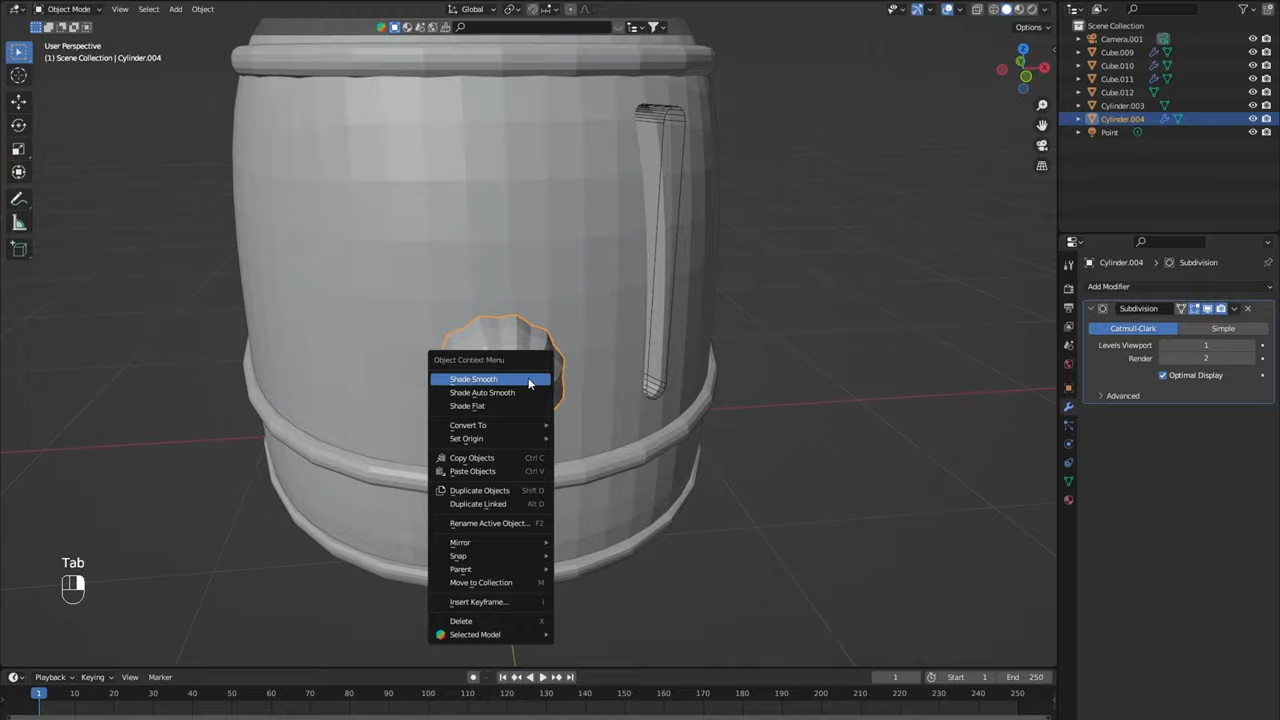 Object Mode
View
Select
Add
Object
Global
Options
User Perspective
(1) Scene Collection | Cylinder.004
Z
Y
X
Object Context Menu
Shade Smooth
Shade Auto Smooth
Shade Flat
Convert To
Set Origin
Copy Objects Ctrl C
Paste Objects Ctrl V
Duplicate Objects Shift D
Duplicate Linked Alt D
Rename Active Object... F2
Mirror
Snap
Parent
Move to Collection M
Insert Keyframe... I
Delete X
Selected Model
Tab
Scene Collection
Camera.001
Cube.009
Cube.010
Cube.011
Cube.012
Cylinder.003
Cylinder.004
Point
Cylinder.004 Subdivision
Add Modifier
Subdivision
Catmull-Clark Simple
Levels Viewport 1
Render 2
Optimal Display
Advanced
Playback Keying View Marker 1 Start 1 End 250
1 10 20 30 40 50 60 70 80 90 100 110 120 130 140 150 160 170 180 190 200 210 220 230 240 250